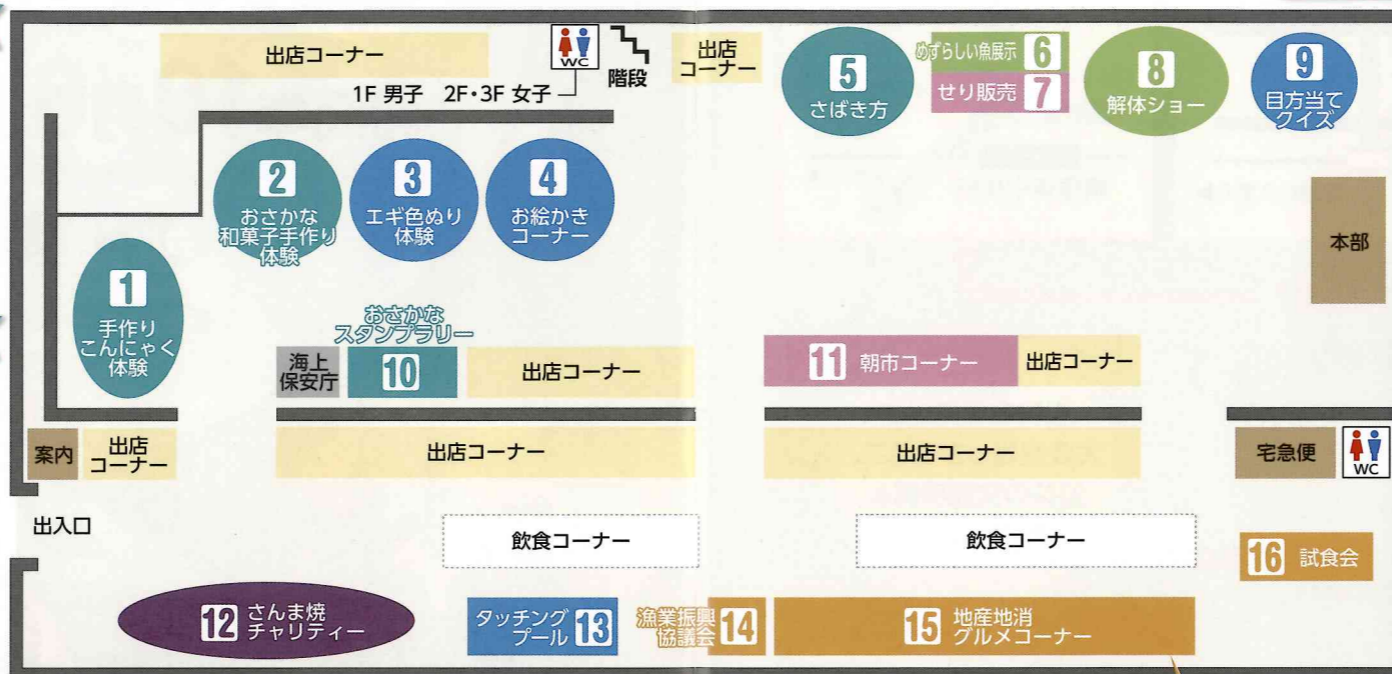 出店コーナー
WC
階段
1F 男子 2F・3F 女子
出店
コーナー
5
さばき方
めずらしい魚展示 6
せり販売 7
8
解体ショー
9
目方当て
クイズ
2
おさかな
和菓子手作り
体験
3
エギ色ぬり
体験
4
お絵かき
コーナー
本部
1
手作り
こんにゃく
体験
おさかな
スタンプラリー
海上
保安庁
10
出店コーナー
11 朝市コーナー
出店コーナー
案内
出店
コーナー
出店コーナー
出店コーナー
宅急便
WC
出入口
飲食コーナー
飲食コーナー
16 試食会
12 さんま焼
チャリティー
タッチング
プール 13
漁業振興
協議会 14
15 地産地消
グルメコーナー